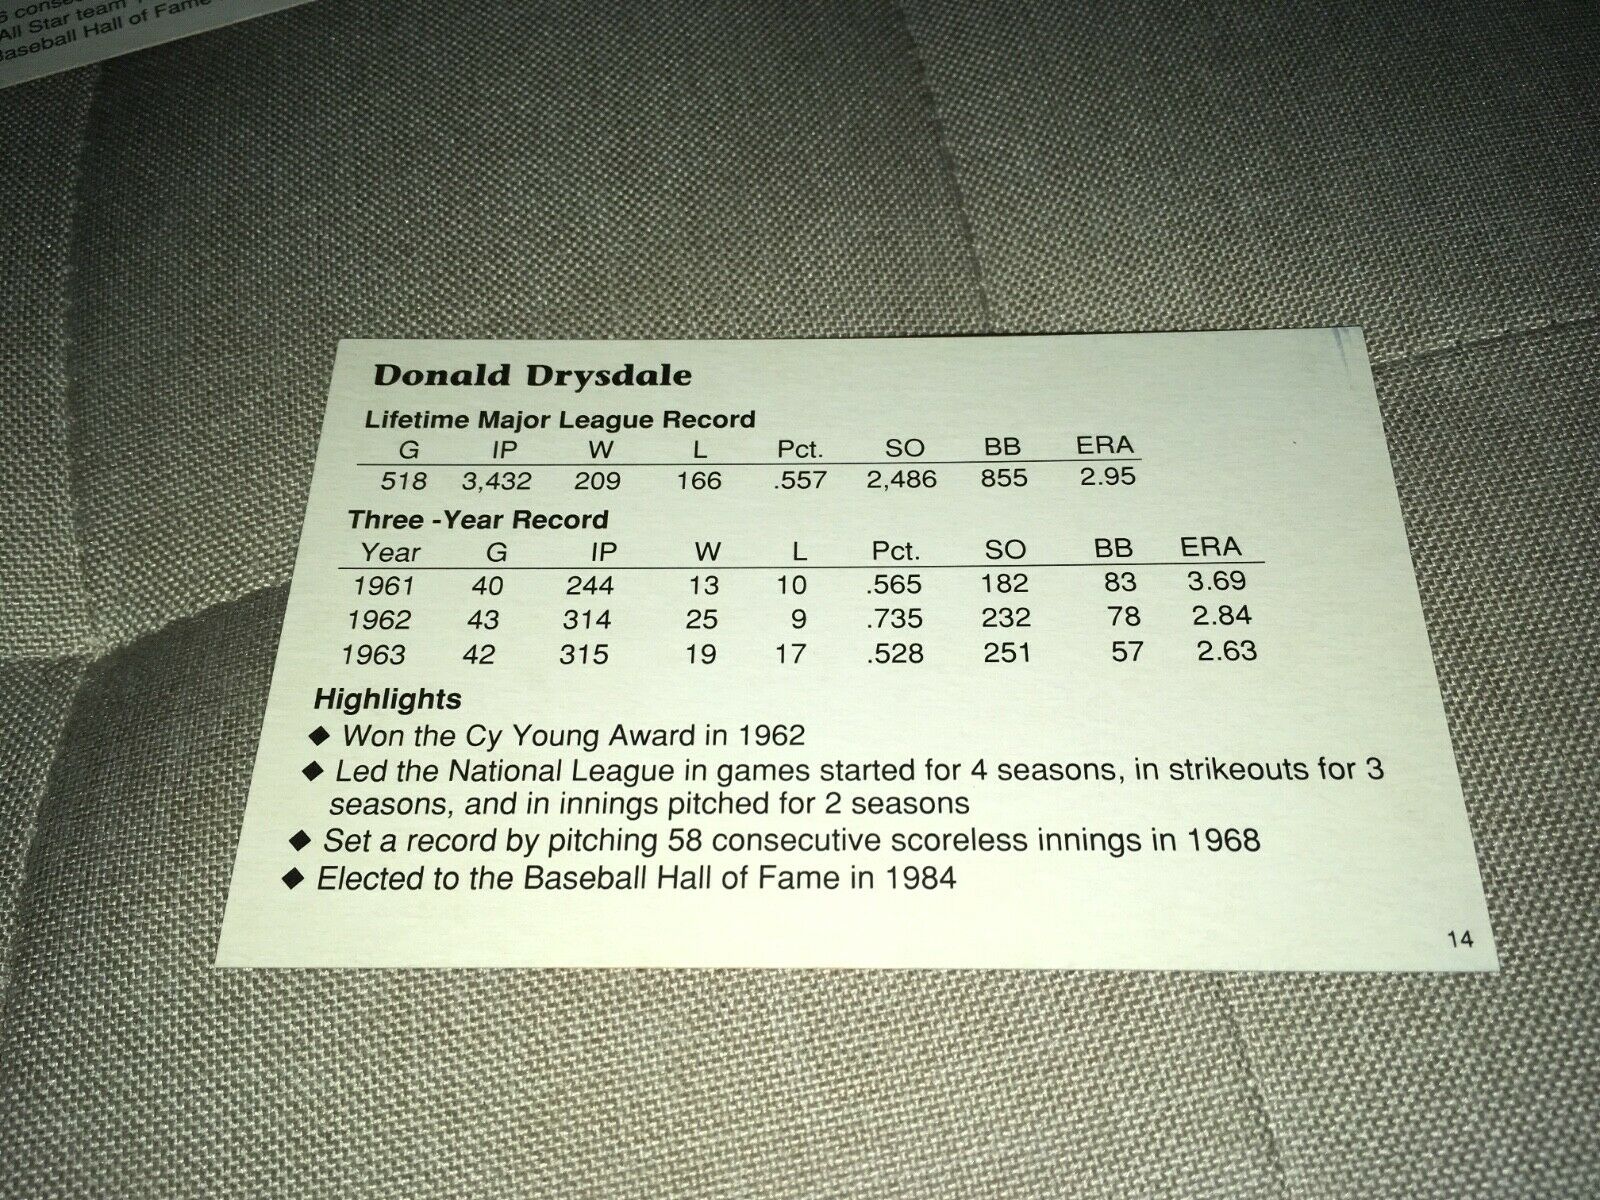 All Star team
Baseball Hall of Fame
Donald Drysdale
Lifetime Major League Record
G IP W L Pct. SO BB ERA
518 3,432 209 166 .557 2,486 855 2.95
Three -Year Record
Year G IP W L Pct. SO BB ERA
1961 40 244 13 10 .565 182 83 3.69
1962 43 314 25 9 .735 232 78 2.84
1963 42 315 19 17 .528 251 57 2.63
Highlights
◆ Won the Cy Young Award in 1962
◆ Led the National League in games started for 4 seasons, in strikeouts for 3
seasons, and in innings pitched for 2 seasons
◆ Set a record by pitching 58 consecutive scoreless innings in 1968
◆ Elected to the Baseball Hall of Fame in 1984
14